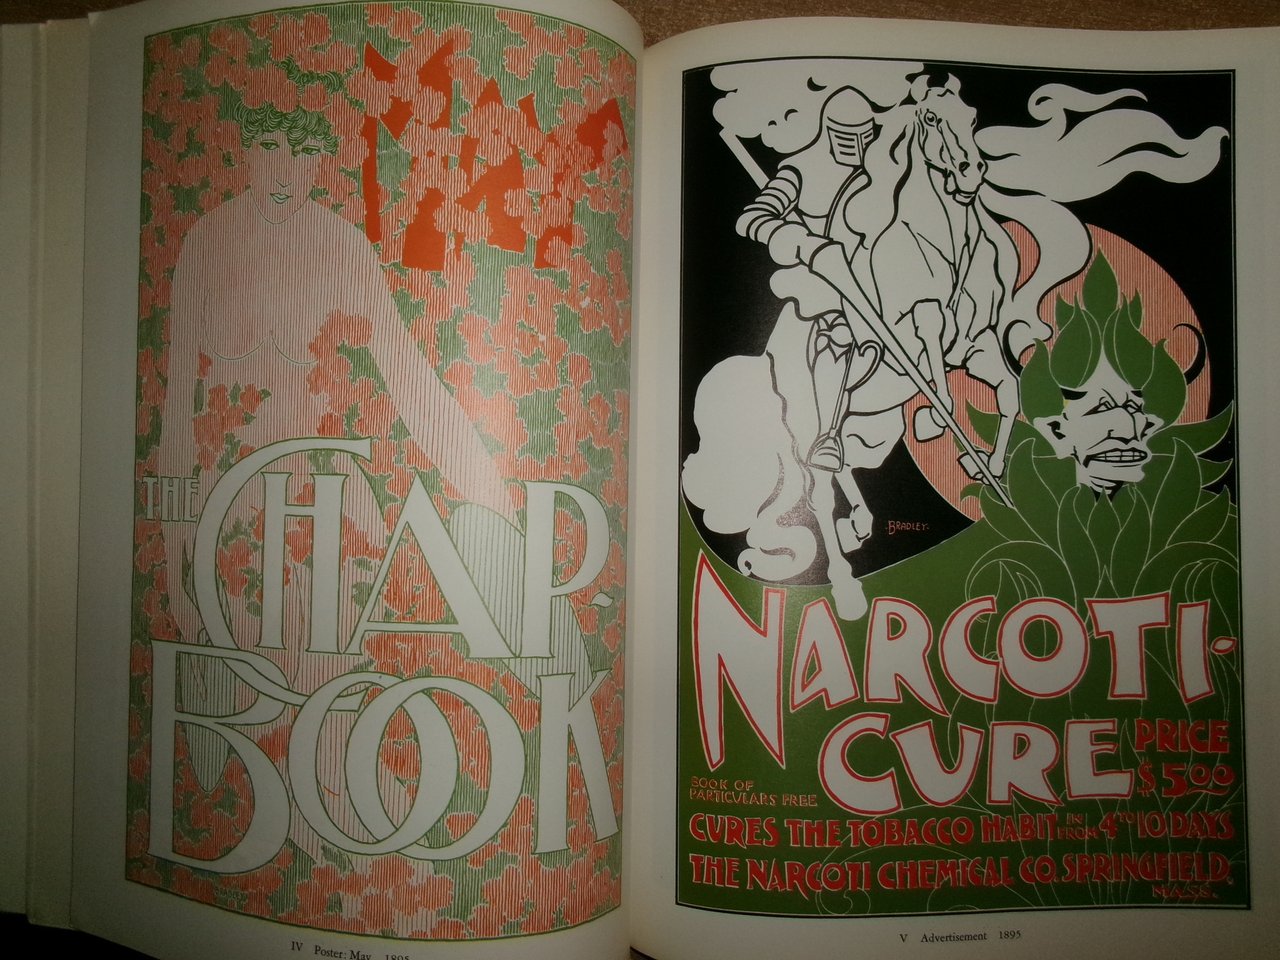 THE CHAP-
BOOK
IV Poster: May 1895
·BRADLEY·
NARCOTI-
CURE
PRICE
$5.00
BOOK OF
PARTICULARS FREE
CURES THE TOBACCO HABIT IN FROM 4 TO 10 DAYS
THE NARCOTI CHEMICAL CO. SPRINGFIELD,
MASS.
V Advertisement 1895